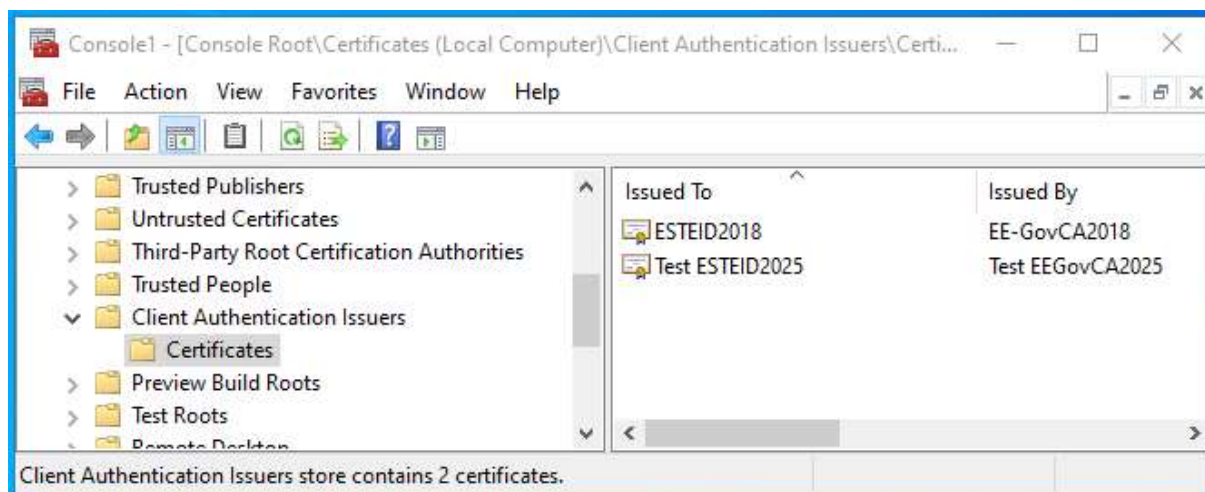 Console1 - [Console Root\Certificates (Local Computer)\Client Authentication Issuers\Certi...
File Action View Favorites Window Help
Trusted Publishers
Untrusted Certificates
Third-Party Root Certification Authorities
Trusted People
Client Authentication Issuers
Certificates
Preview Build Roots
Test Roots
Remote Desktop
Issued To Issued By
ESTEID2018 EE-GovCA2018
Test ESTEID2025 Test EEGovCA2025
Client Authentication Issuers store contains 2 certificates.